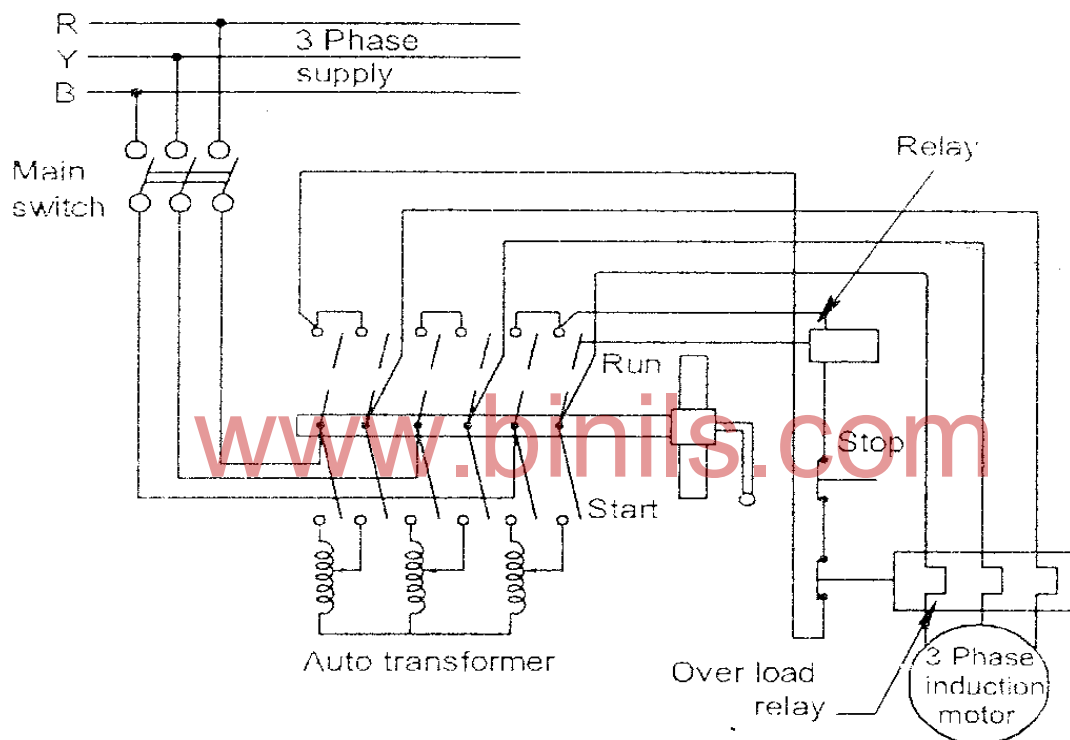 R
Y
B
3 Phase
supply
Main
switch
Relay
Run
www.binils.com
Stop
Start
Auto transformer
Over load
relay
3 Phase
induction
motor